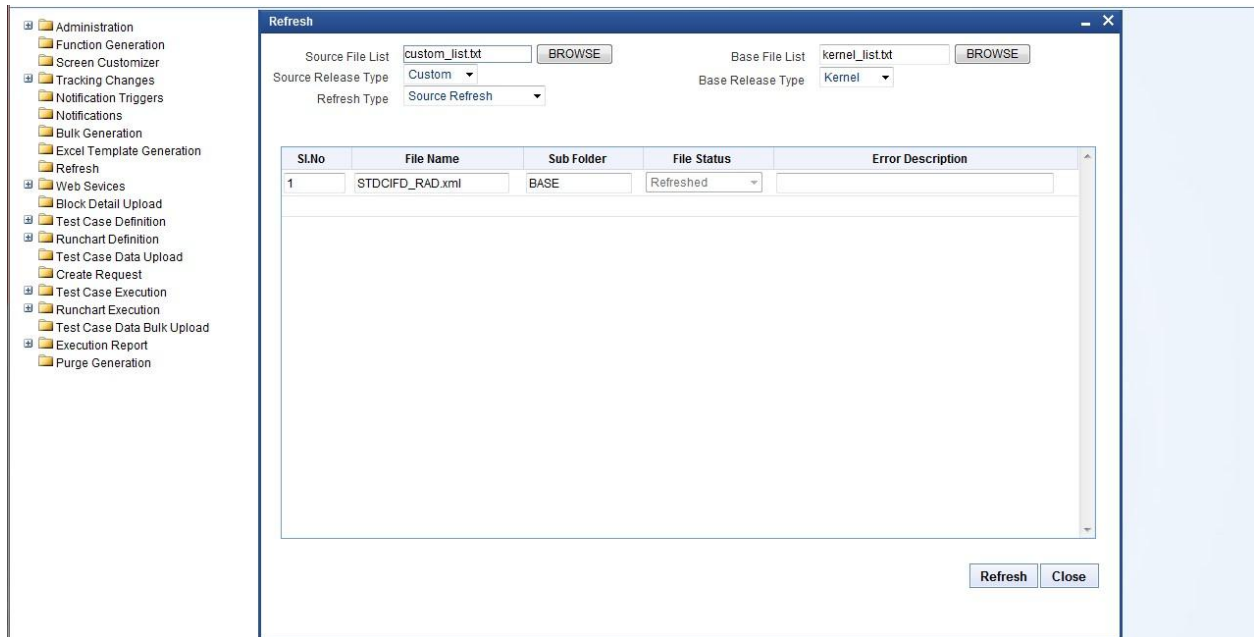 Administration
Function Generation
Screen Customizer
Tracking Changes
Notification Triggers
Notifications
Bulk Generation
Excel Template Generation
Refresh
Web Sevices
Block Detail Upload
Test Case Definition
Runchart Definition
Test Case Data Upload
Create Request
Test Case Execution
Runchart Execution
Test Case Data Bulk Upload
Execution Report
Purge Generation
Refresh
Source File List custom_list.txt BROWSE Base File List kernel_list.txt BROWSE
Source Release Type Custom Base Release Type Kernel
Refresh Type Source Refresh
Sl.No File Name Sub Folder File Status Error Description
1 STDCIFD_RAD.xml BASE Refreshed
Refresh Close